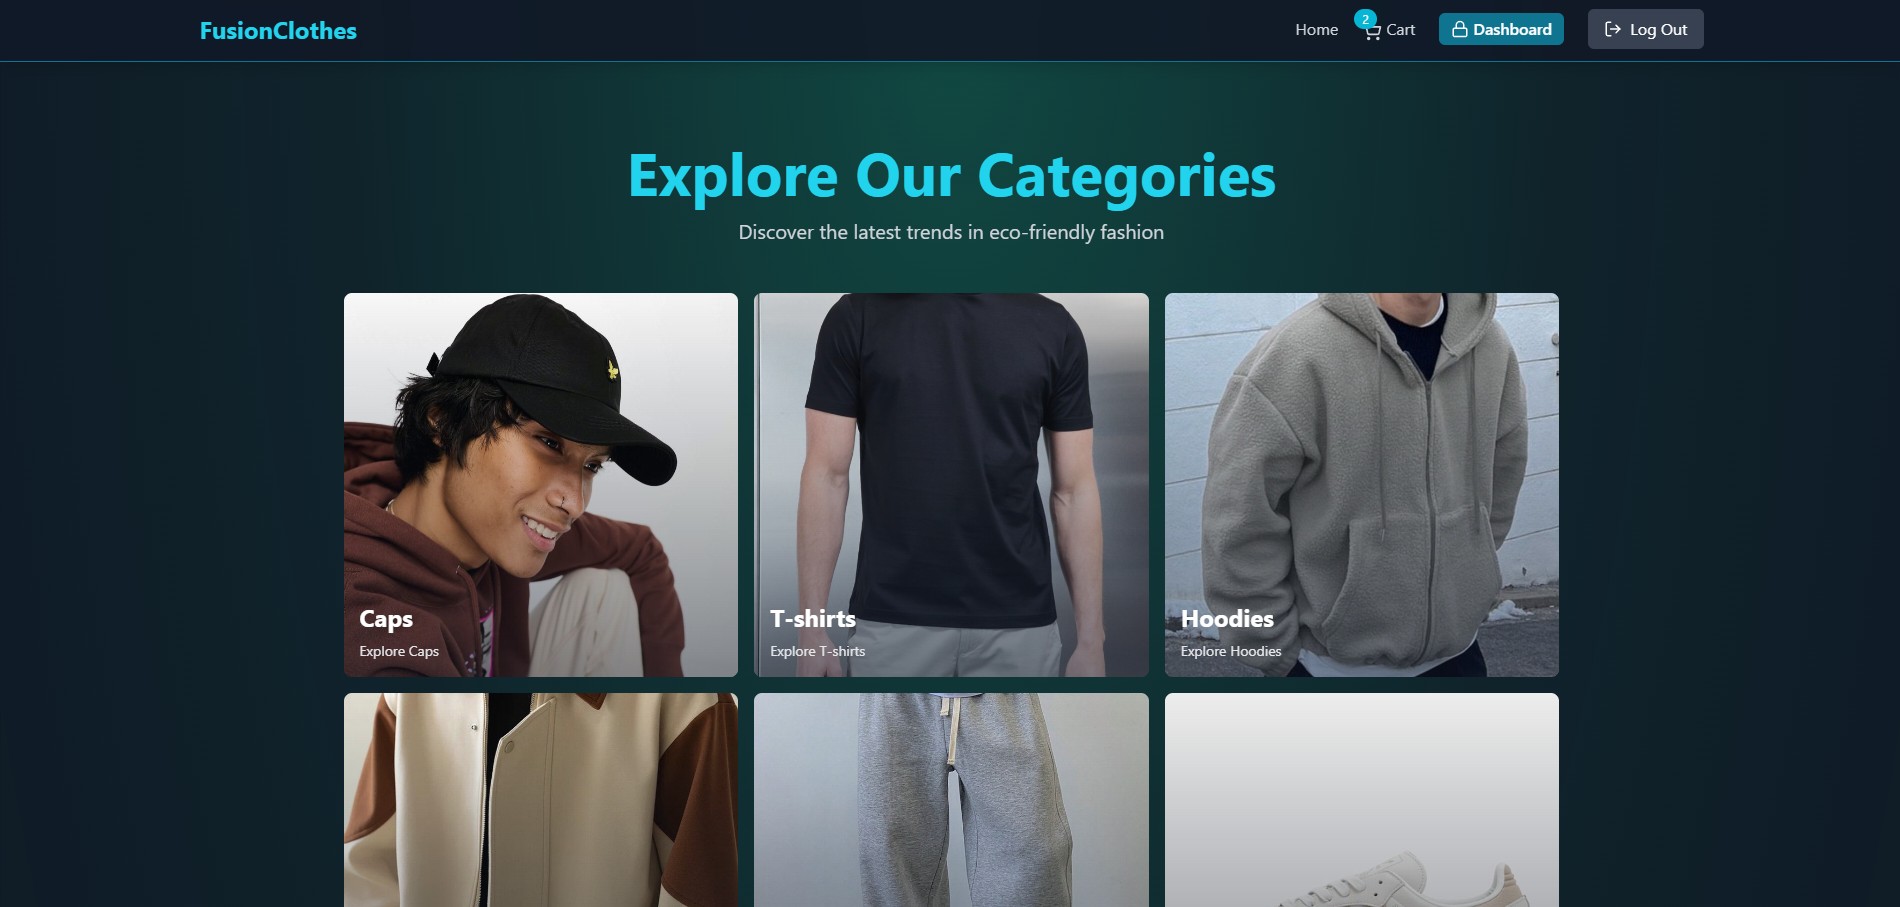 FusionClothes
Home
2
Cart
Dashboard
Log Out
Explore Our Categories
Discover the latest trends in eco-friendly fashion
Caps
Explore Caps
T-shirts
Explore T-shirts
Hoodies
Explore Hoodies